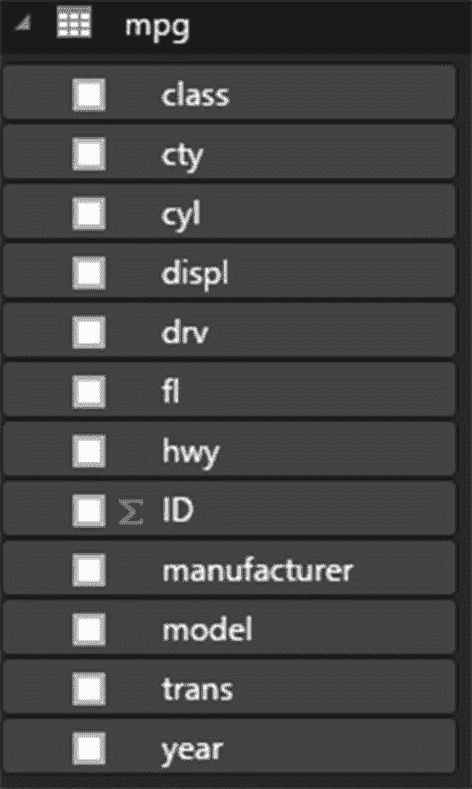 mpg
class
cty
cyl
displ
drv
fl
hwy
Σ ID
manufacturer
model
trans
year